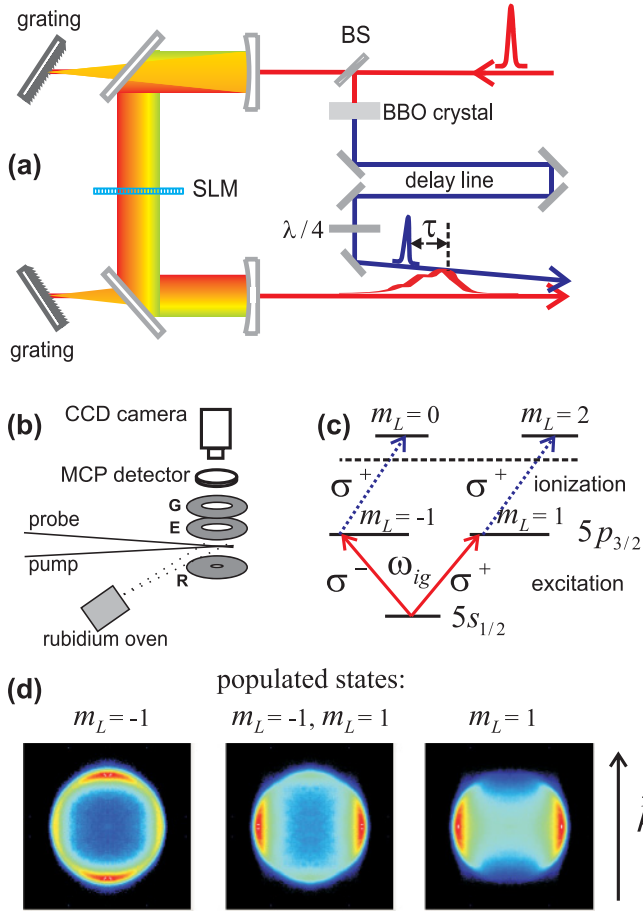 grating
BS
BBO crystal
(a)
delay line
SLM
λ/4
τ
grating
(b)
CCD camera
MCP detector
G
E
probe
pump
R
rubidium oven
(c)
m_L=0
m_L=2
σ⁺
σ⁺
ionization
m_L=-1
m_L=1
5p_{3/2}
σ⁻
ω_{ig}
σ⁺
excitation
5s_{1/2}
(d)
populated states:
m_L=-1
m_L=-1, m_L=1
m_L=1